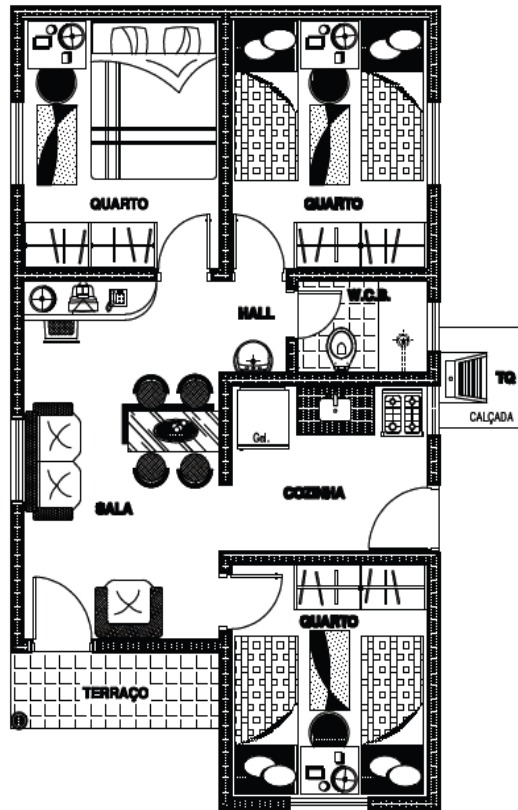 QUARTO
QUARTO
W.C.B.
HALL
TQ
CALÇADA
Gel.
COZINHA
SALA
QUARTO
TERRAÇO